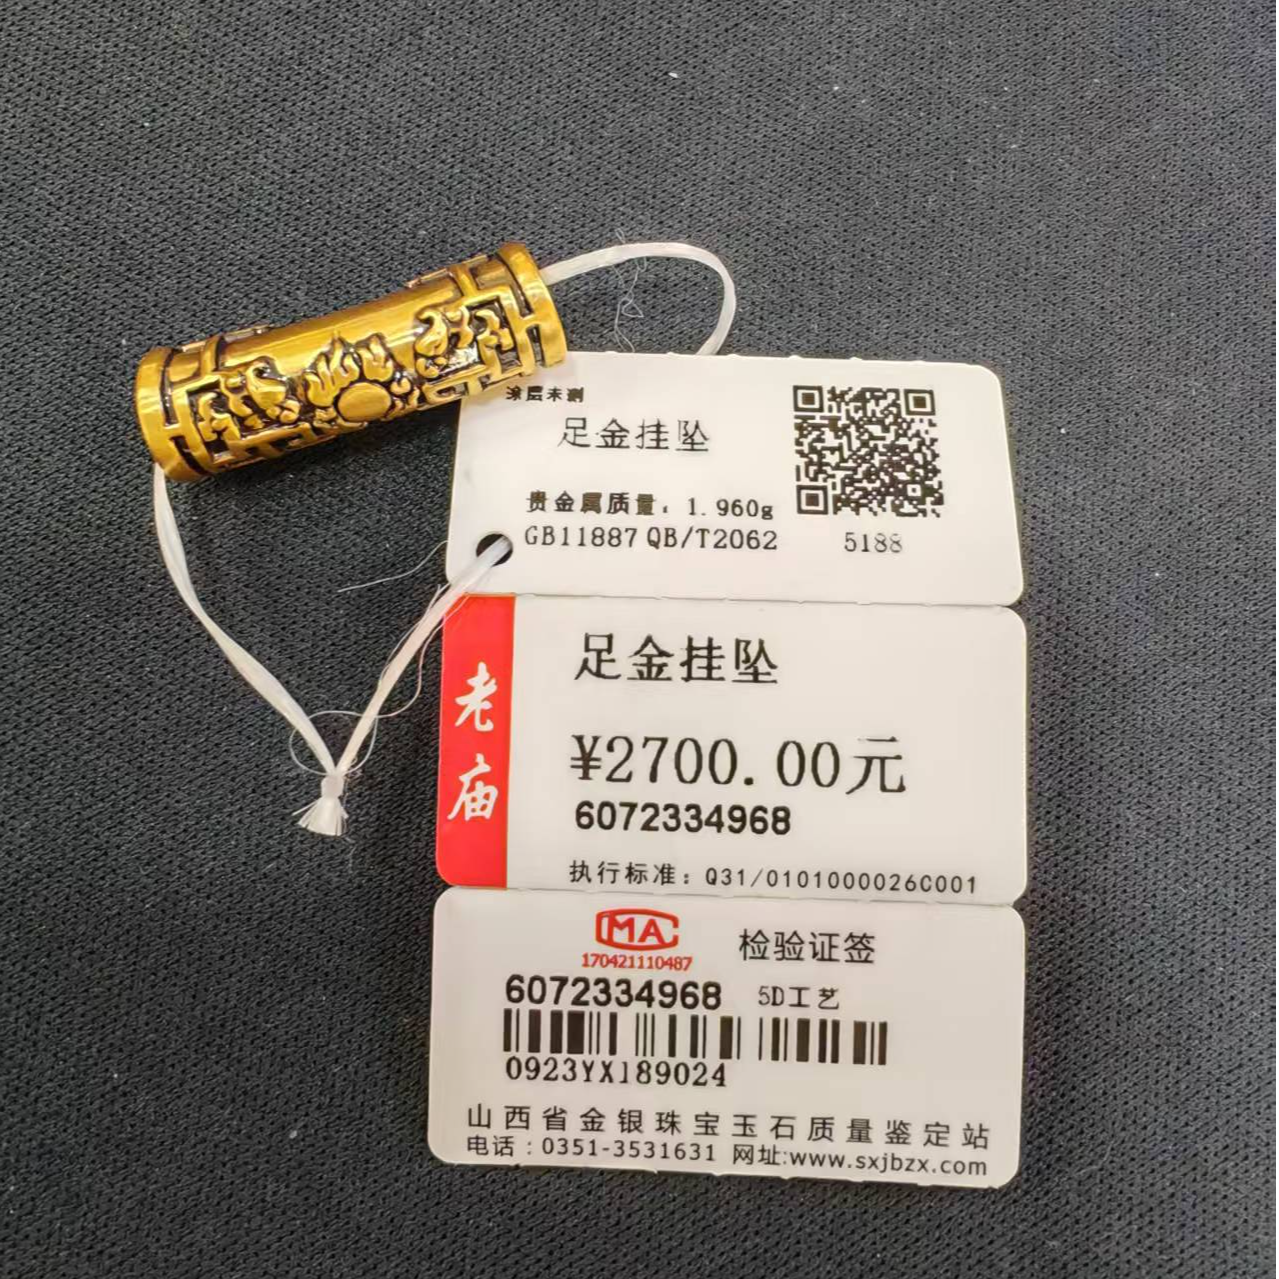 涂层未测
足金挂坠
贵金属质量：1.960g
GB11887 QB/T2062
5188
老庙
足金挂坠
¥2700.00元
6072334968
执行标准：Q31/0101000026C001
CMA
170421110487
检验证签
6072334968 5D工艺
0923YX189024
山西省金银珠宝玉石质量鉴定站
电话：0351-3531631 网址:www.sxjbzx.com